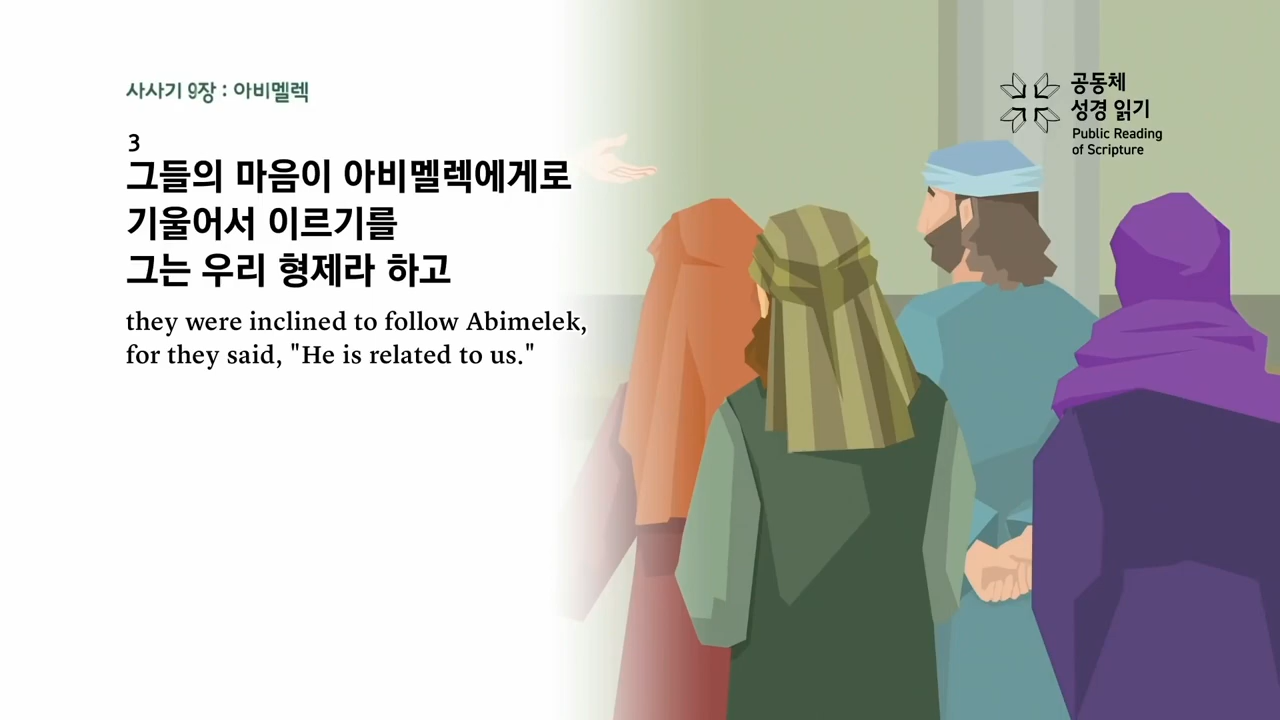 사사기 9장 : 아비멜렉
3
그들의 마음이 아비멜렉에게로
기울어서 이르기를
그는 우리 형제라 하고
they were inclined to follow Abimelek,
for they said, "He is related to us."
공동체
성경 읽기
Public Reading
of Scripture